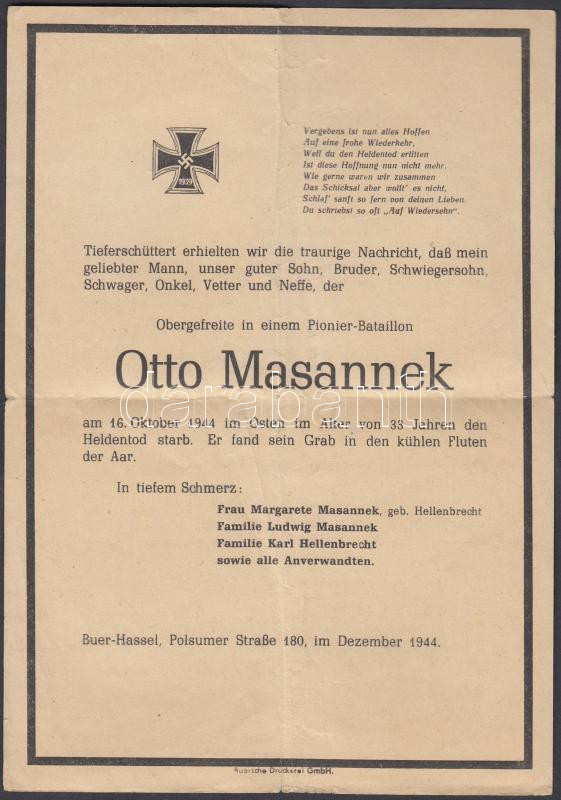 1939
Vergebens ist nun alles Hoffen
Auf eine frohe Wiederkehr,
Weil du den Heldentod erlitten
Ist diese Hoffnung nun nicht mehr.
Wie gerne waren wir zusammen
Das Schicksal aber wollt' es nicht,
Schlaf' sanft so fern von deinen Lieben.
Du schriebst so oft „Auf Wiedersehn“.
Tieferschüttert erhielten wir die traurige Nachricht, daß mein
geliebter Mann, unser guter Sohn, Bruder, Schwiegersohn,
Schwager, Onkel, Vetter und Neffe, der
Obergefreite in einem Pionier-Bataillon
Otto Masannek
darabanth
am 16. Oktober 1944 im Osten im Alter von 33 Jahren den
Heldentod starb. Er fand sein Grab in den kühlen Fluten
der Aar.
In tiefem Schmerz:
Frau Margarete Masannek, geb. Hellenbrecht
Familie Ludwig Masannek
Familie Karl Hellenbrecht
sowie alle Anverwandten.
Buer-Hassel, Polsumer Straße 180, im Dezember 1944.
Druckerei GmbH.